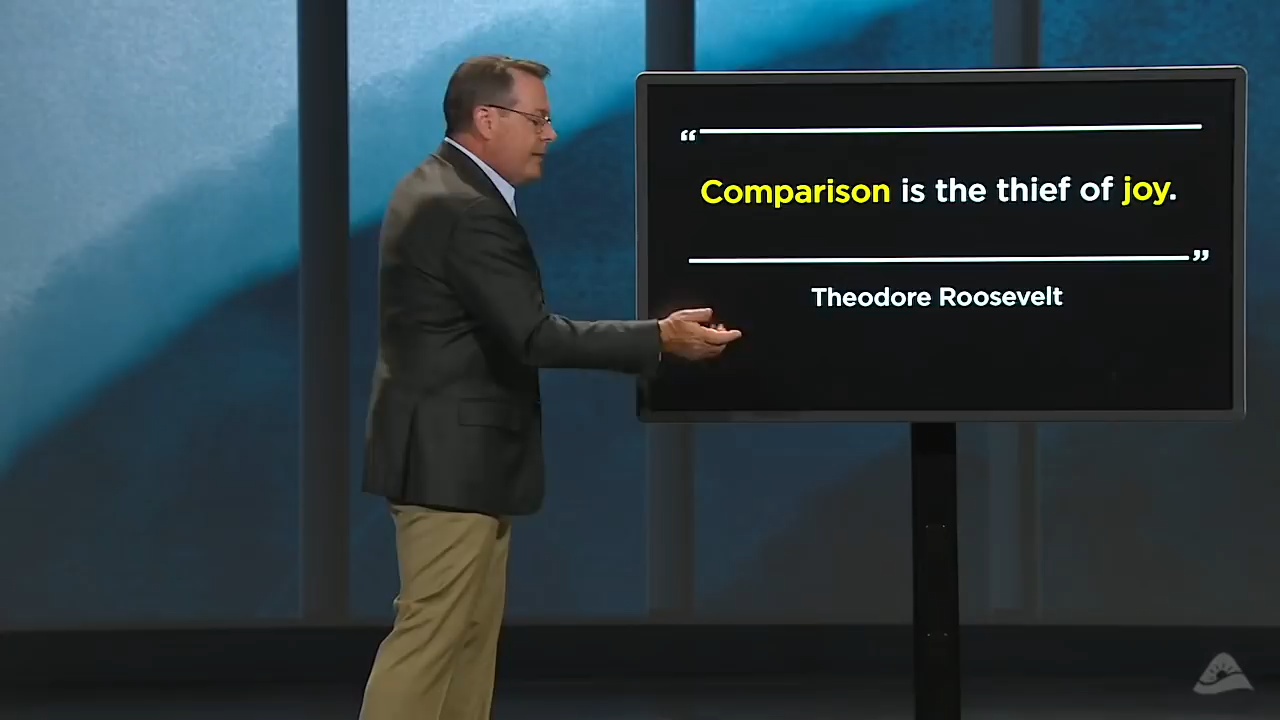 “
Comparison is the thief of joy.
”
Theodore Roosevelt